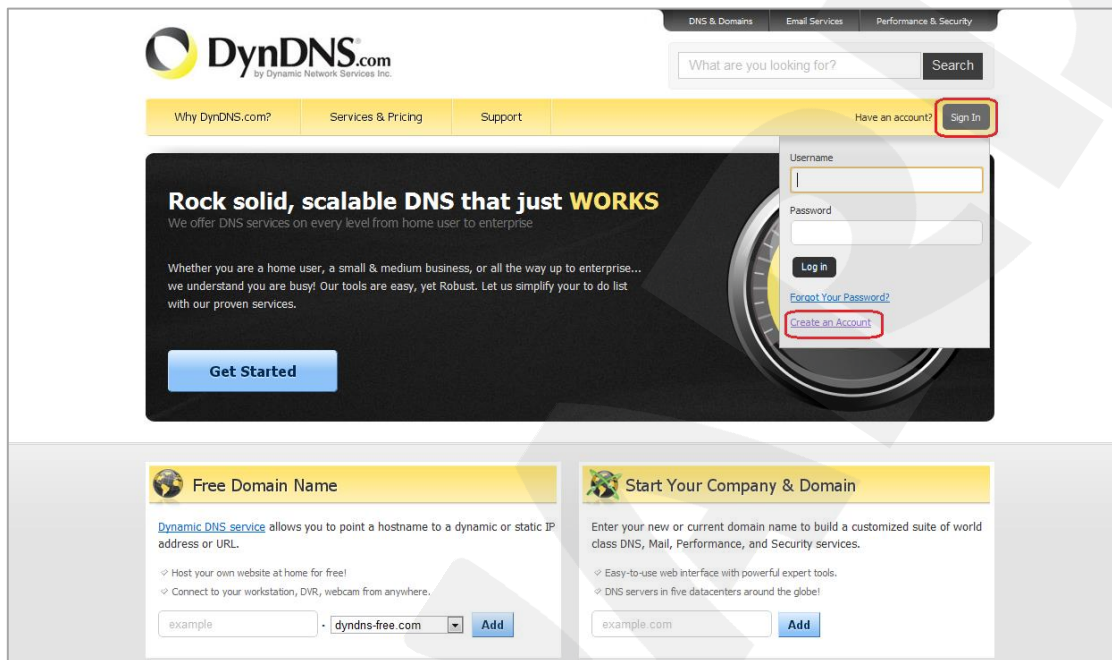 DNS & Domains
Email Services
Performance & Security
DynDNS.com
by Dynamic Network Services Inc.
What are you looking for?
Search
Why DynDNS.com?
Services & Pricing
Support
Have an account?
Sign In
Username
Password
Log in
Forgot Your Password?
Create an Account
Rock solid, scalable DNS that just WORKS
We offer DNS services on every level from home user to enterprise
Whether you are a home user, a small & medium business, or all the way up to enterprise...
we understand you are busy! Our tools are easy, yet Robust. Let us simplify your to do list
with our proven services.
Get Started
Free Domain Name
Dynamic DNS service allows you to point a hostname to a dynamic or static IP
address or URL.
Host your own website at home for free!
Connect to your workstation, DVR, webcam from anywhere.
example
. dyndns-free.com
Add
Start Your Company & Domain
Enter your new or current domain name to build a customized suite of world
class DNS, Mail, Performance, and Security services.
Easy-to-use web interface with powerful expert tools.
DNS servers in five datacenters around the globe!
example.com
Add